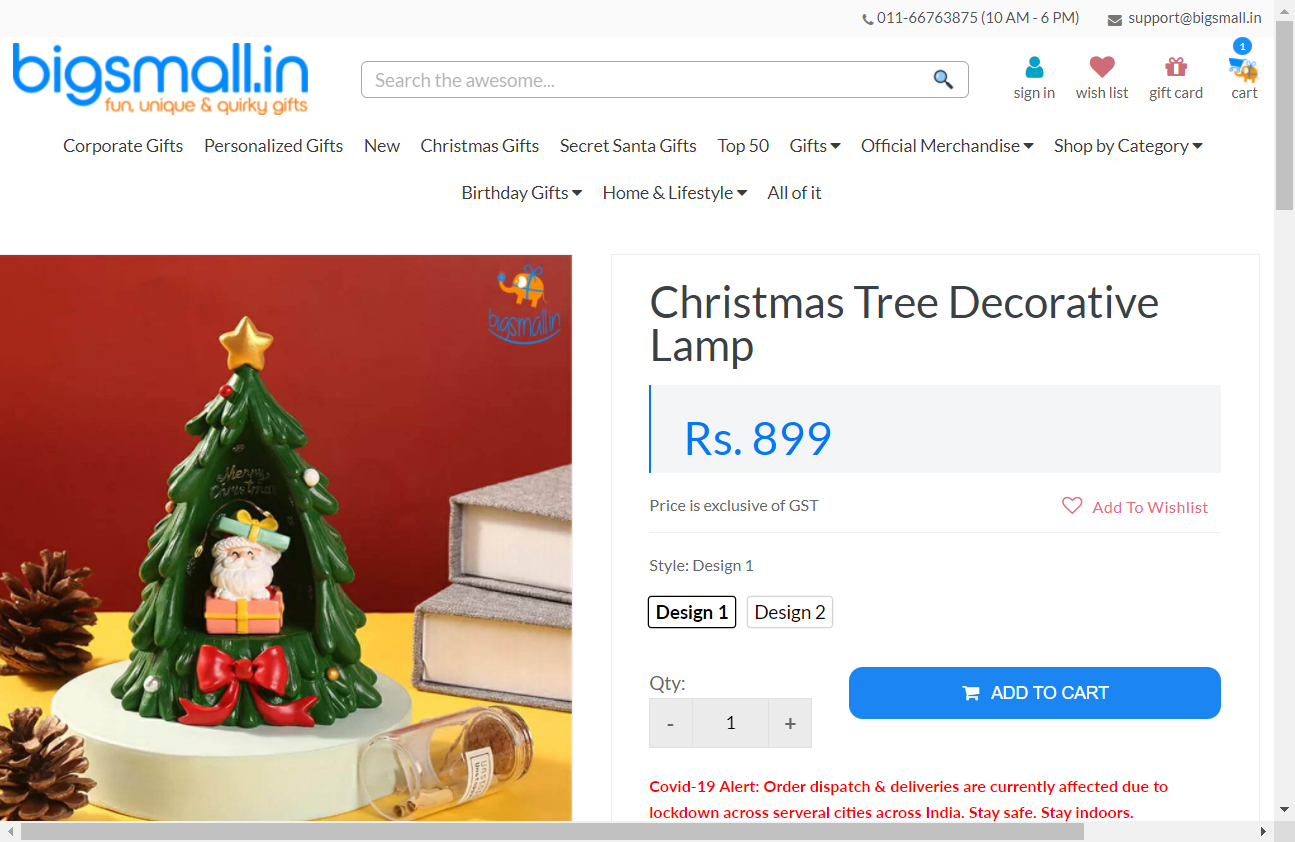 011-66763875 (10 AM - 6 PM)
support@bigsmall.in
bigsmall.in
fun, unique & quirky gifts
Search the awesome...
sign in
wish list
gift card
1
cart
Corporate Gifts
Personalized Gifts
New
Christmas Gifts
Secret Santa Gifts
Top 50
Gifts
Official Merchandise
Shop by Category
Birthday Gifts
Home & Lifestyle
All of it
bigsmall.in
Merry
Christmas
Christmas Tree Decorative
Lamp
Rs. 899
Price is exclusive of GST
Add To Wishlist
Style: Design 1
Design 1
Design 2
Qty:
- 1 +
ADD TO CART
Covid-19 Alert: Order dispatch & deliveries are currently affected due to
lockdown across serveral cities across India. Stay safe. Stay indoors.